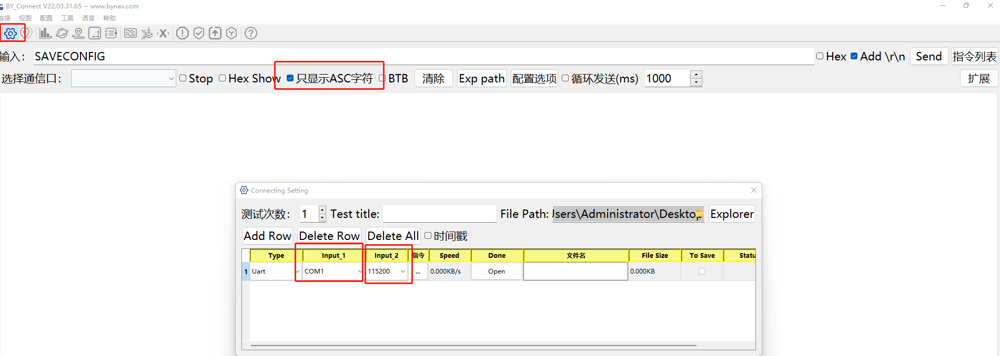 BY_Connect V22.03.31.65 ~ www.bynav.com
连接 视图 配置 工具 语言 帮助
输入： SAVECONFIG Hex Add \r\n Send 指令列表
选择通信口： Stop Hex Show 只显示ASC字符 BTB 清除 Exp path 配置选项 循环发送(ms) 1000 扩展
Connecting Setting
测试次数： 1 Test title: File Path: Jsers\Administrator\Desktop Explorer
Add Row Delete Row Delete All 时间戳
Type Input_1 Input_2 指令 Speed Done 文件名 File Size To Save Statu
1 Uart COM1 115200 ... 0.000KB/s Open 0.000KB